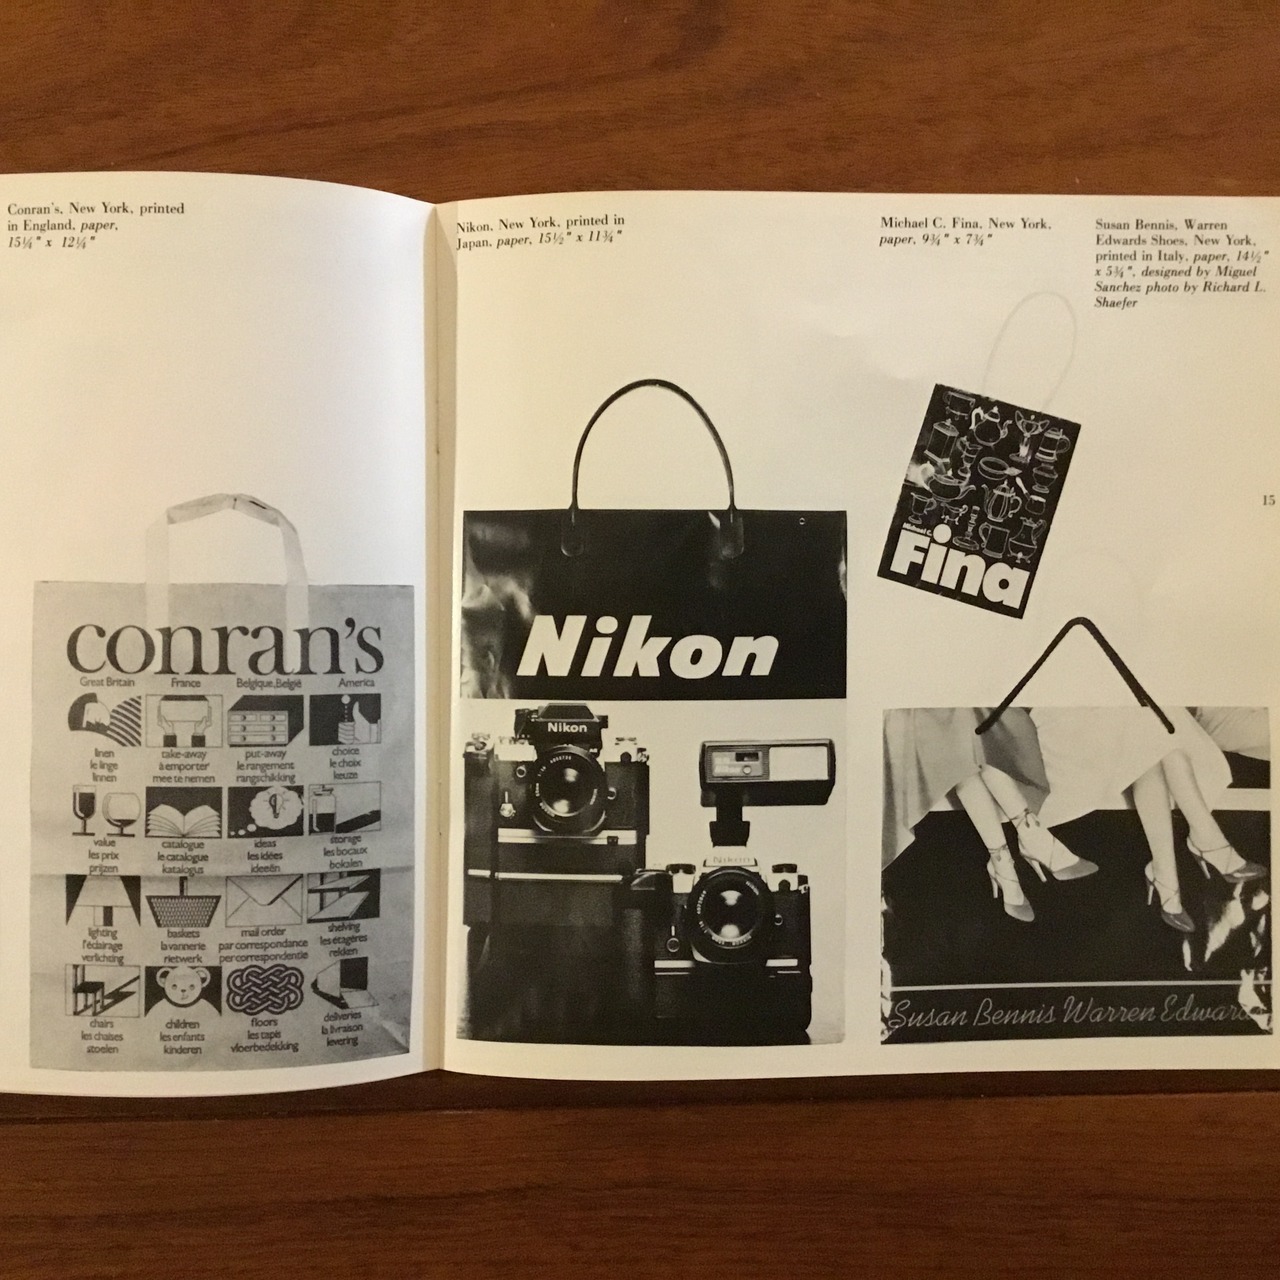 Conran's, New York, printed
in England, paper,
15¼" x 12¼"
conran's
Great Britain France Belgique,België America
linen
le linge
linnen
take-away
à emporter
mee te nemen
put-away
le rangement
rangschikking
choice
le choix
keuze
value
les prix
prijzen
catalogue
le catalogue
katalogus
ideas
les idées
ideeën
storage
les bocaux
bokalen
lighting
l'éclairage
verlichting
baskets
la vannerie
rietwerk
mail order
par correspondance
per correspondentie
shelving
les étagères
rekken
chairs
les chaises
stoelen
children
les enfants
kinderen
floors
les tapis
vloerbedekking
deliveries
la livraison
levering
Nikon, New York, printed in
Japan, paper, 15½" x 11¾"
Nikon
Nikon
Nikon
Michael C. Fina, New York,
paper, 9¾" x 7¾"
Michael C.
Fina
Susan Bennis, Warren
Edwards Shoes, New York,
printed in Italy, paper, 14½"
x 5¾", designed by Miguel
Sanchez photo by Richard L.
Shaefer
15
Susan Bennis Warren Edwards